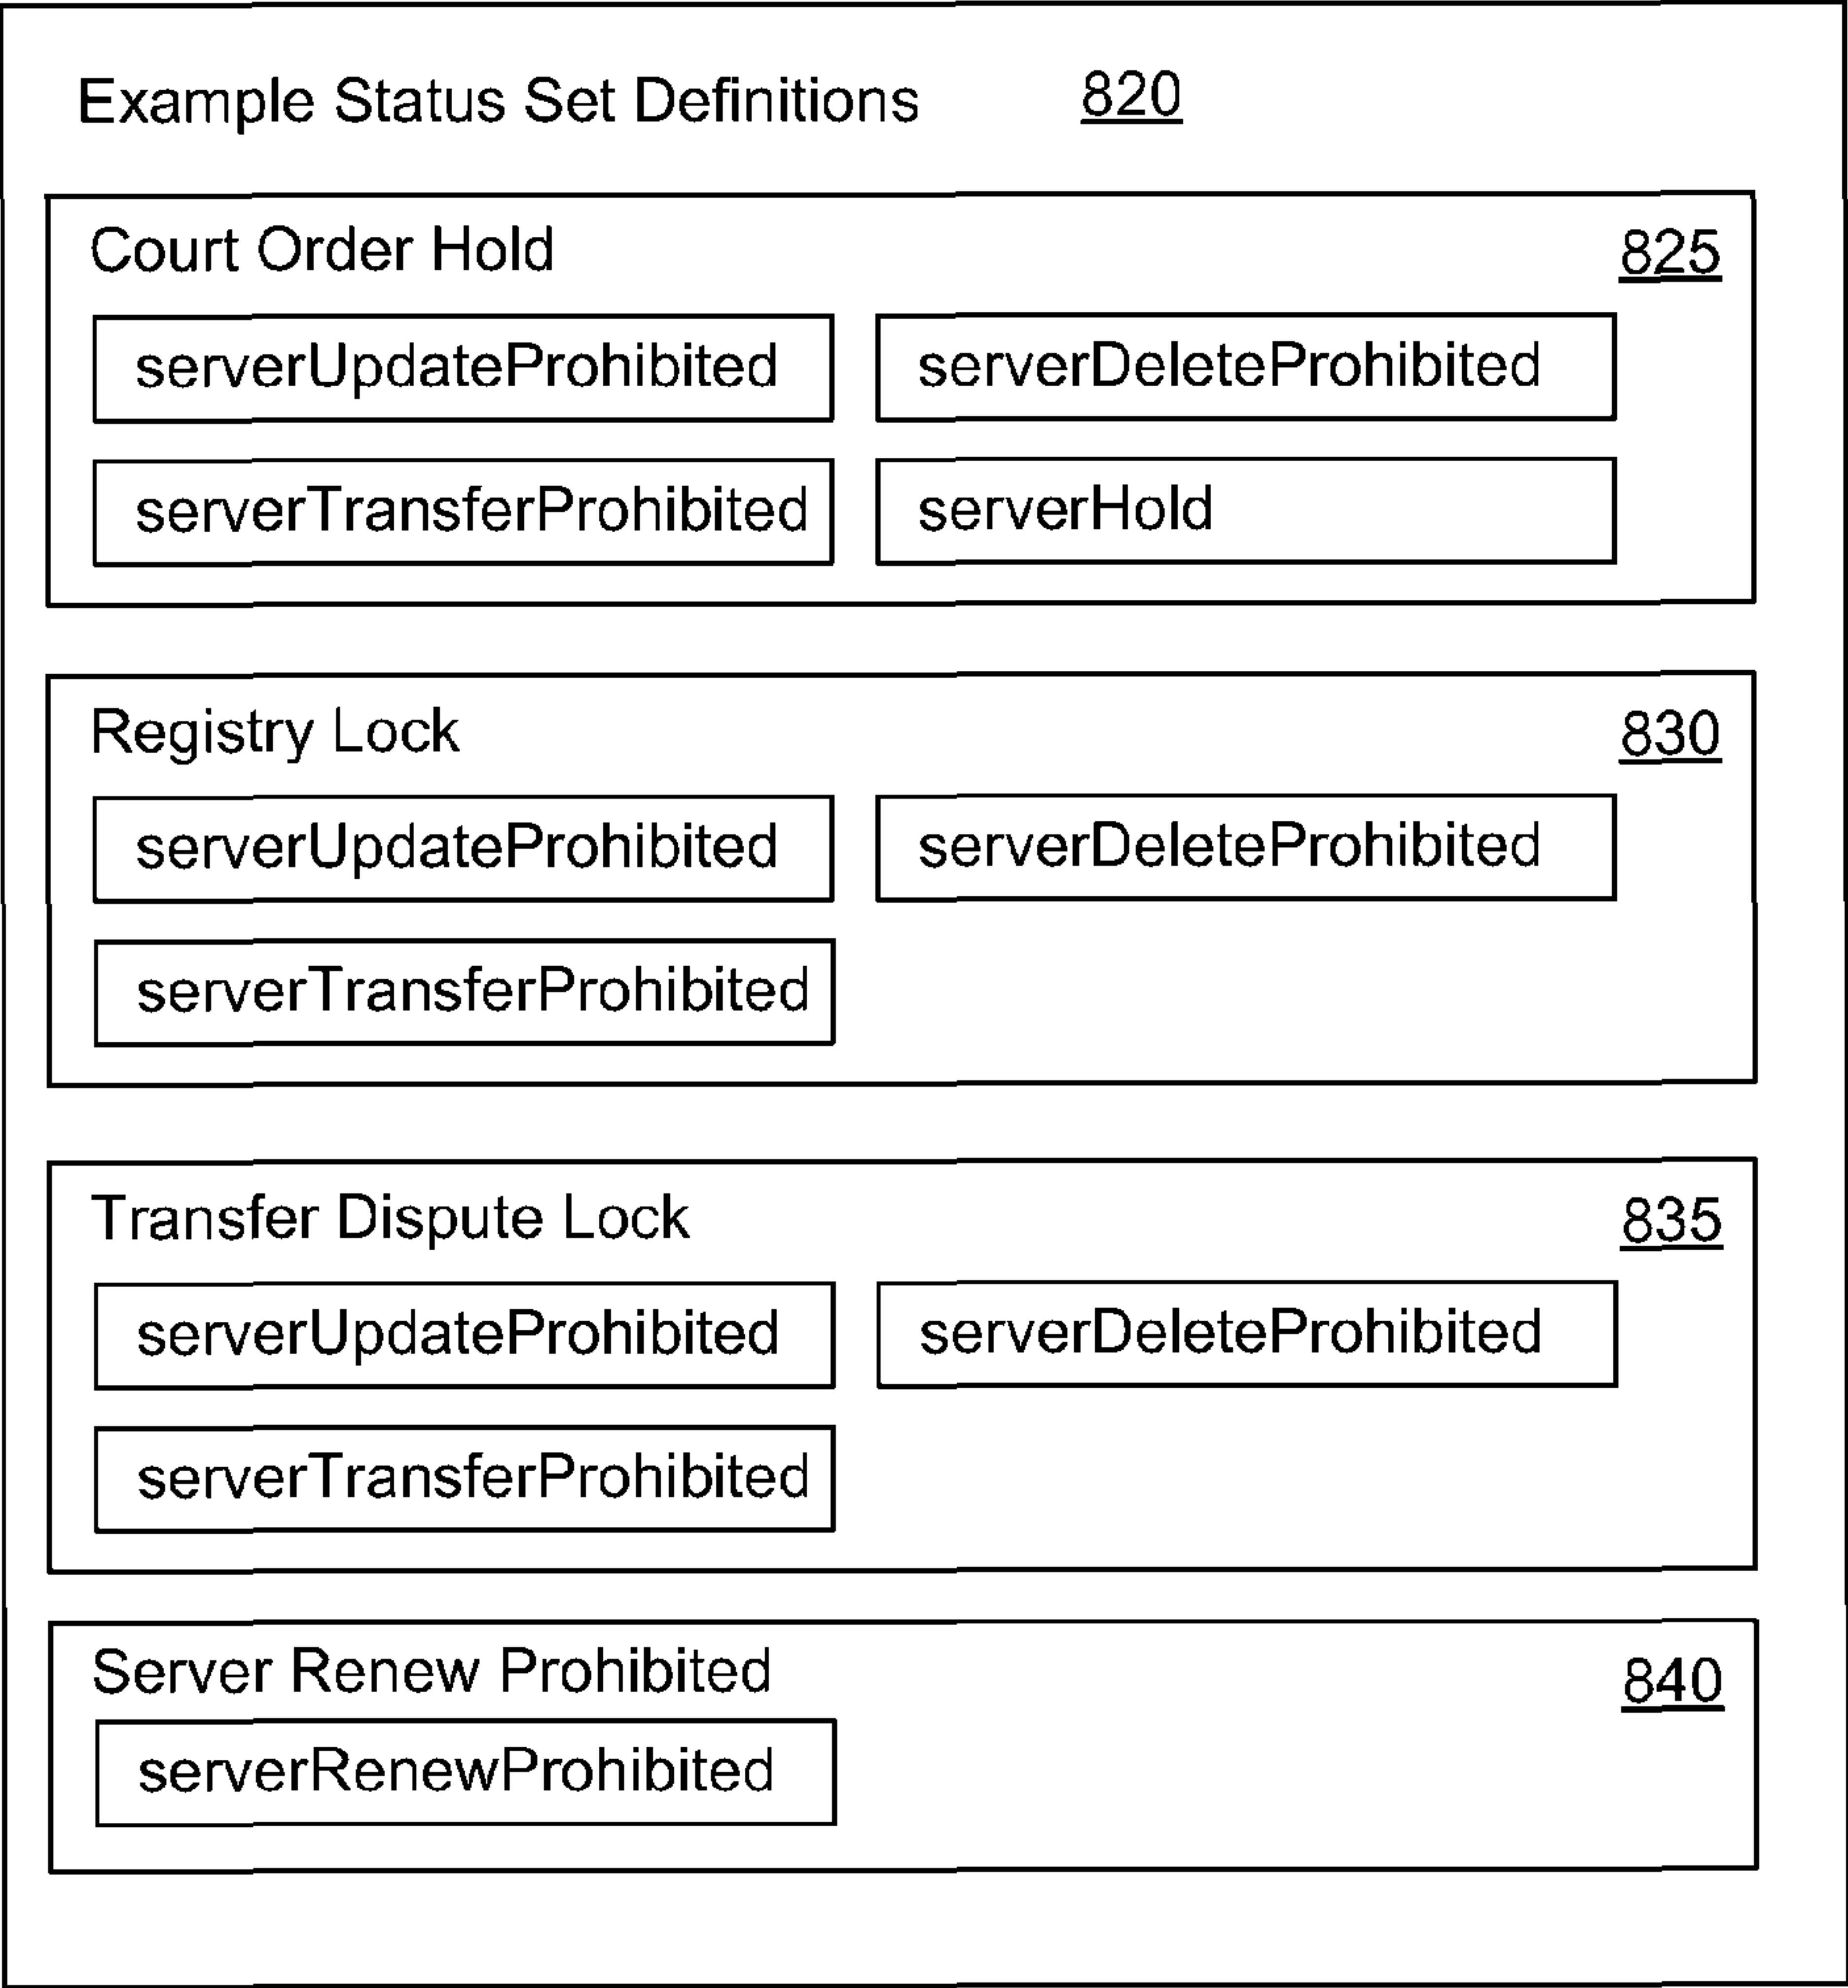 Example Status Set Definitions 820
Court Order Hold 825
serverUpdateProhibited serverDeleteProhibited
serverTransferProhibited serverHold
Registry Lock 830
serverUpdateProhibited serverDeleteProhibited
serverTransferProhibited
Transfer Dispute Lock 835
serverUpdateProhibited serverDeleteProhibited
serverTransferProhibited
Server Renew Prohibited 840
serverRenewProhibited